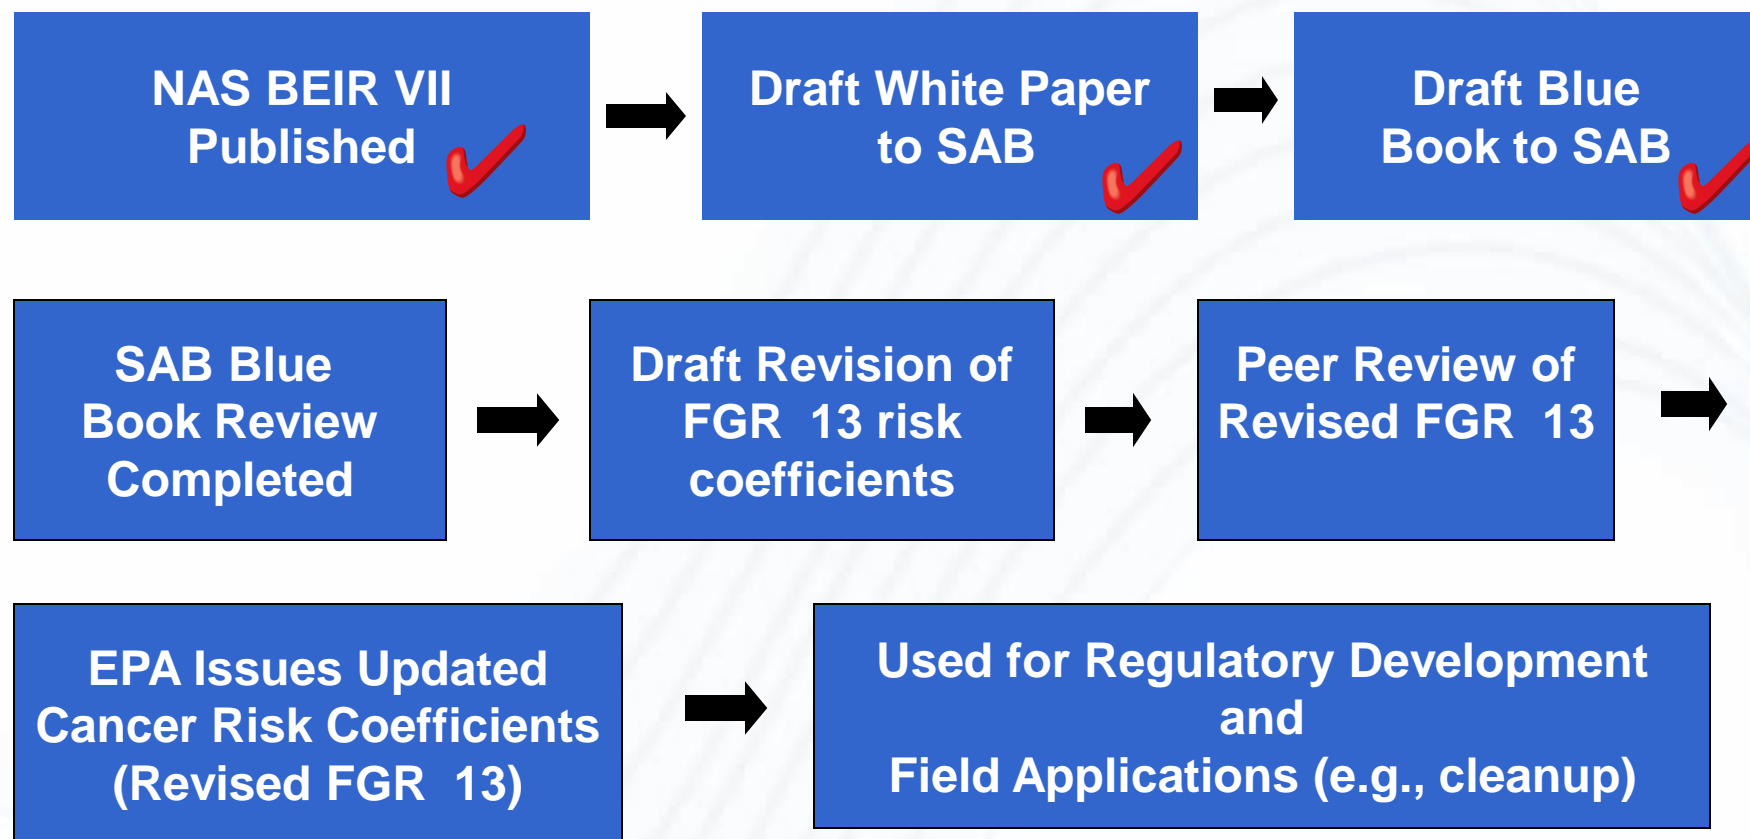 NAS BEIR VII
Published
Draft White Paper
to SAB
Draft Blue
Book to SAB
SAB Blue
Book Review
Completed
Draft Revision of
FGR 13 risk
coefficients
Peer Review of
Revised FGR 13
EPA Issues Updated
Cancer Risk Coefficients
(Revised FGR 13)
Used for Regulatory Development
and
Field Applications (e.g., cleanup)